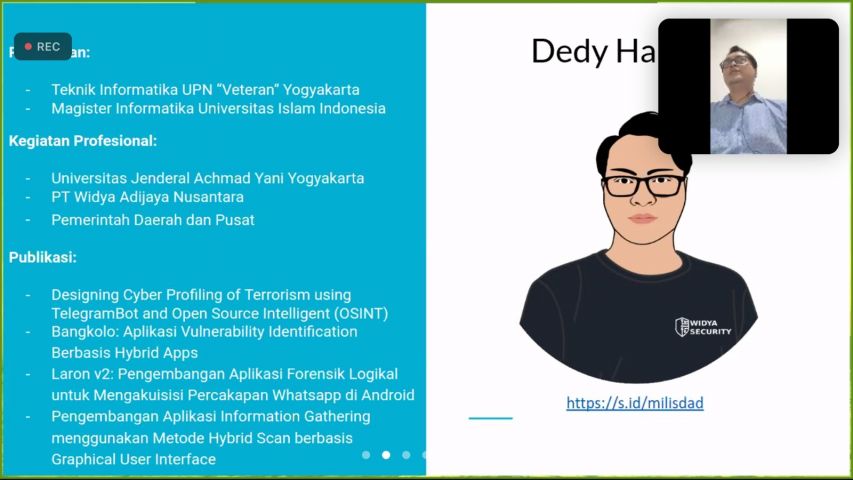 REC
an:
- Teknik Informatika UPN “Veteran” Yogyakarta
- Magister Informatika Universitas Islam Indonesia
Kegiatan Profesional:
- Universitas Jenderal Achmad Yani Yogyakarta
- PT Widya Adijaya Nusantara
- Pemerintah Daerah dan Pusat
Publikasi:
- Designing Cyber Profiling of Terrorism using
TelegramBot and Open Source Intelligent (OSINT)
- Bangkolo: Aplikasi Vulnerability Identification
Berbasis Hybrid Apps
- Laron v2: Pengembangan Aplikasi Forensik Logikal
untuk Mengakuisisi Percakapan Whatsapp di Android
- Pengembangan Aplikasi Information Gathering
menggunakan Metode Hybrid Scan berbasis
Graphical User Interface
Dedy Ha
WIDYA
SECURITY
https://s.id/milisdad